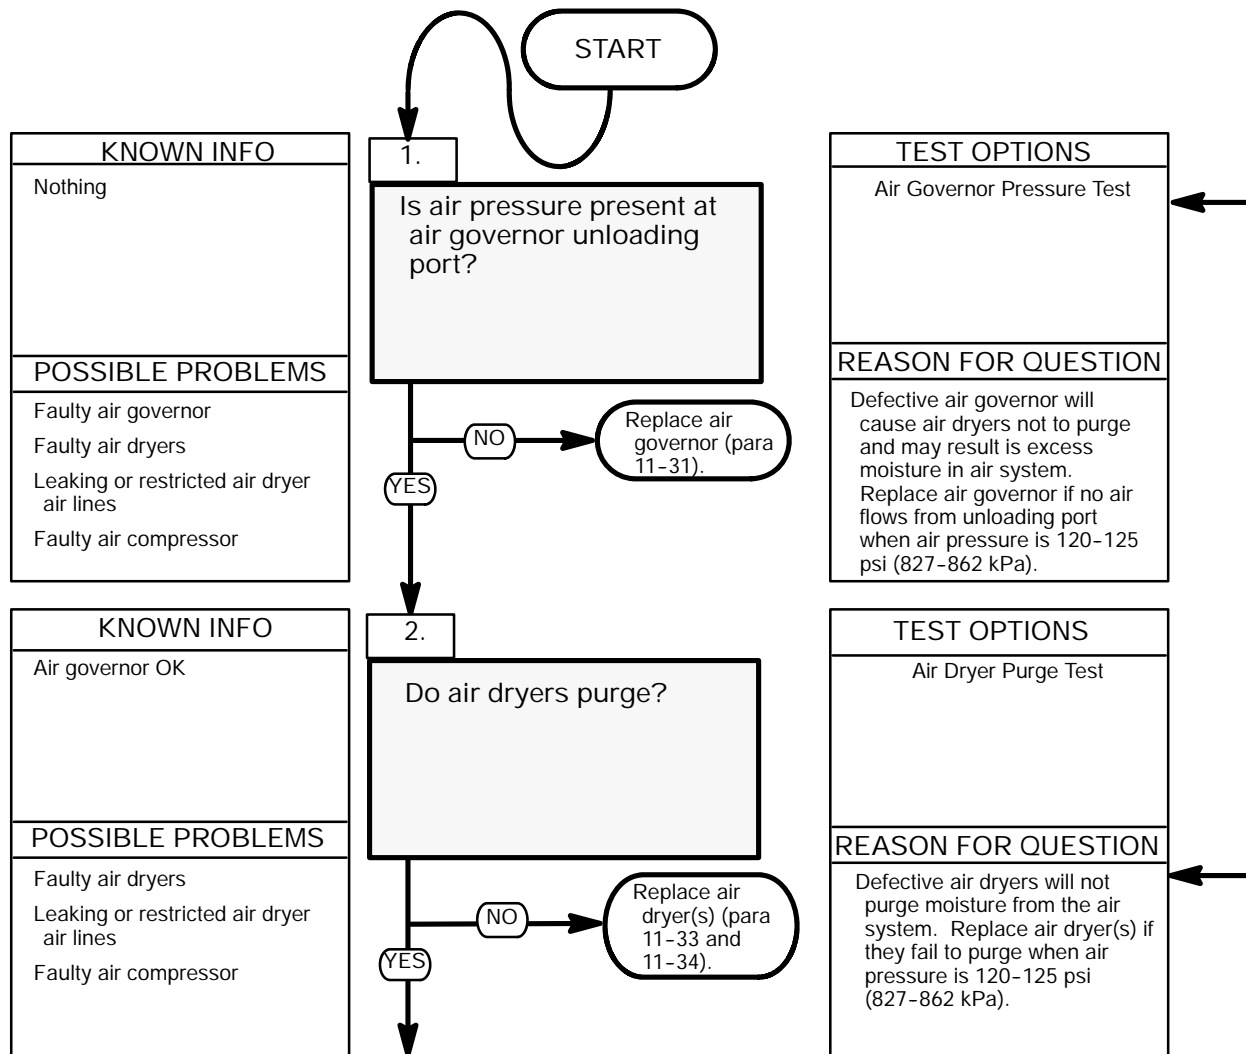 START
KNOWN INFO
Nothing
POSSIBLE PROBLEMS
Faulty air governor
Faulty air dryers
Leaking or restricted air dryer
air lines
Faulty air compressor
1.
Is air pressure present at
air governor unloading
port?
NO
Replace air
governor (para
11-31).
YES
TEST OPTIONS
Air Governor Pressure Test
REASON FOR QUESTION
Defective air governor will
cause air dryers not to purge
and may result is excess
moisture in air system.
Replace air governor if no air
flows from unloading port
when air pressure is 120-125
psi (827-862 kPa).
KNOWN INFO
Air governor OK
POSSIBLE PROBLEMS
Faulty air dryers
Leaking or restricted air dryer
air lines
Faulty air compressor
2.
Do air dryers purge?
NO
Replace air
dryer(s) (para
11-33 and
11-34).
YES
TEST OPTIONS
Air Dryer Purge Test
REASON FOR QUESTION
Defective air dryers will not
purge moisture from the air
system. Replace air dryer(s) if
they fail to purge when air
pressure is 120-125 psi
(827-862 kPa).